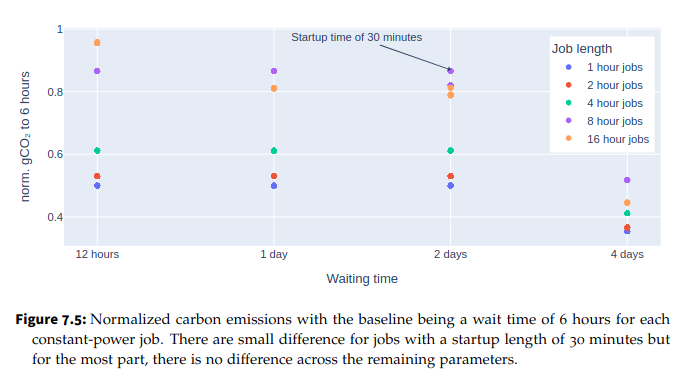 1
Startup time of 30 minutes
Job length
1 hour jobs
2 hour jobs
4 hour jobs
8 hour jobs
16 hour jobs
0.8
0.6
0.4
norm. gCO₂ to 6 hours
12 hours
1 day
2 days
4 days
Waiting time
Figure 7.5: Normalized carbon emissions with the baseline being a wait time of 6 hours for each
constant-power job. There are small difference for jobs with a startup length of 30 minutes but
for the most part, there is no difference across the remaining parameters.